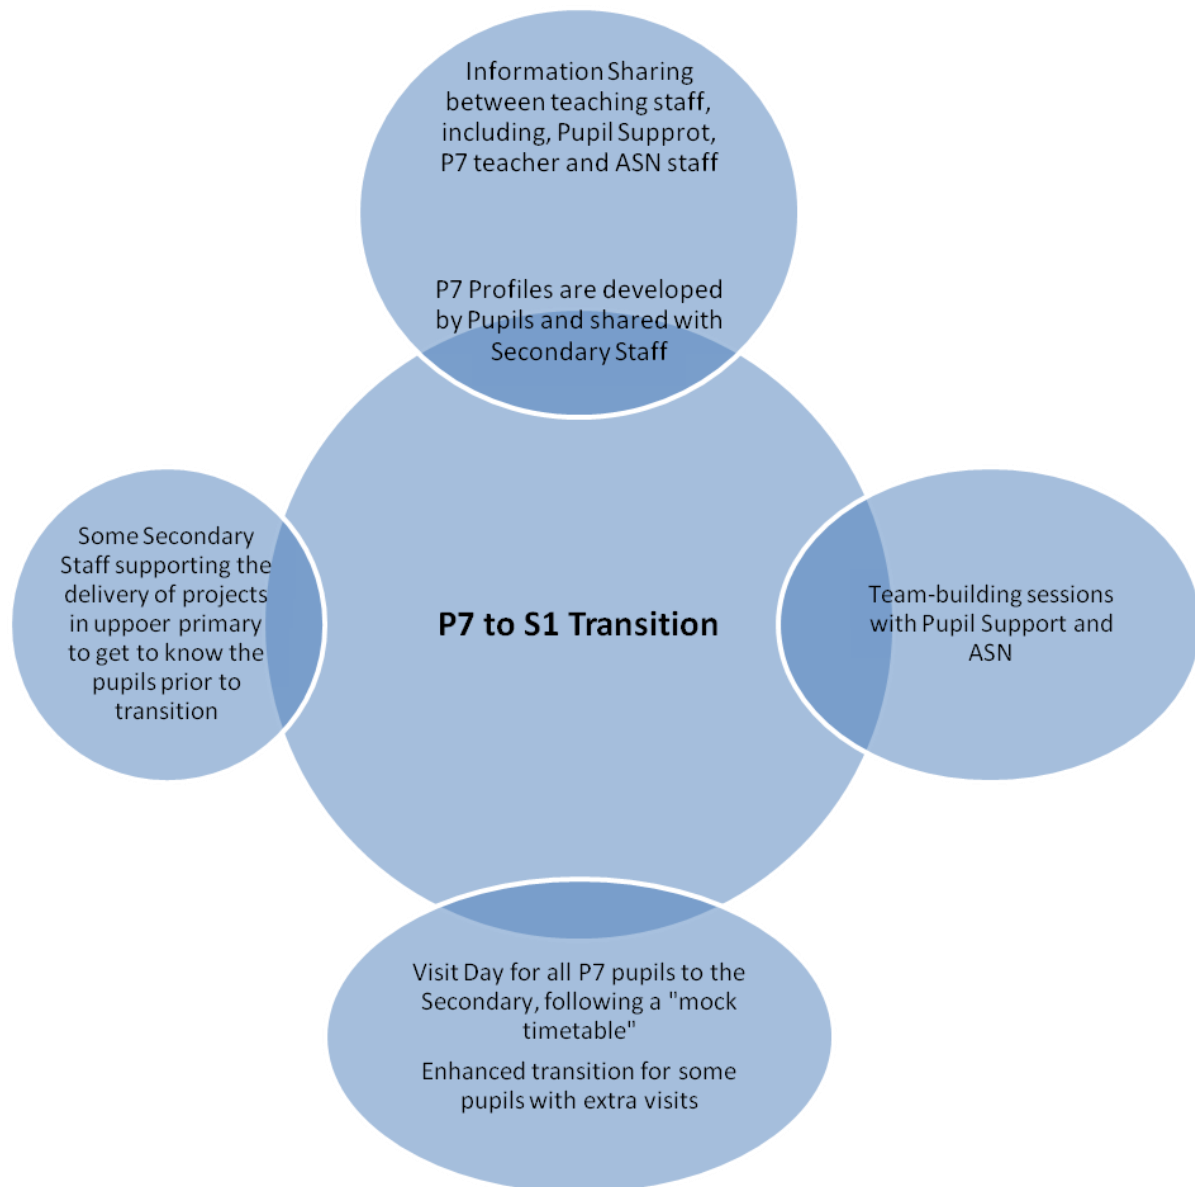 Information Sharing
between teaching staff,
including, Pupil Supprot,
P7 teacher and ASN staff
P7 Profiles are developed
by Pupils and shared with
Secondary Staff
Some Secondary
Staff supporting the
delivery of projects
in uppoer primary
to get to know the
pupils prior to
transition
P7 to S1 Transition
Team-building sessions
with Pupil Support and
ASN
Visit Day for all P7 pupils to the
Secondary, following a "mock
timetable"
Enhanced transition for some
pupils with extra visits